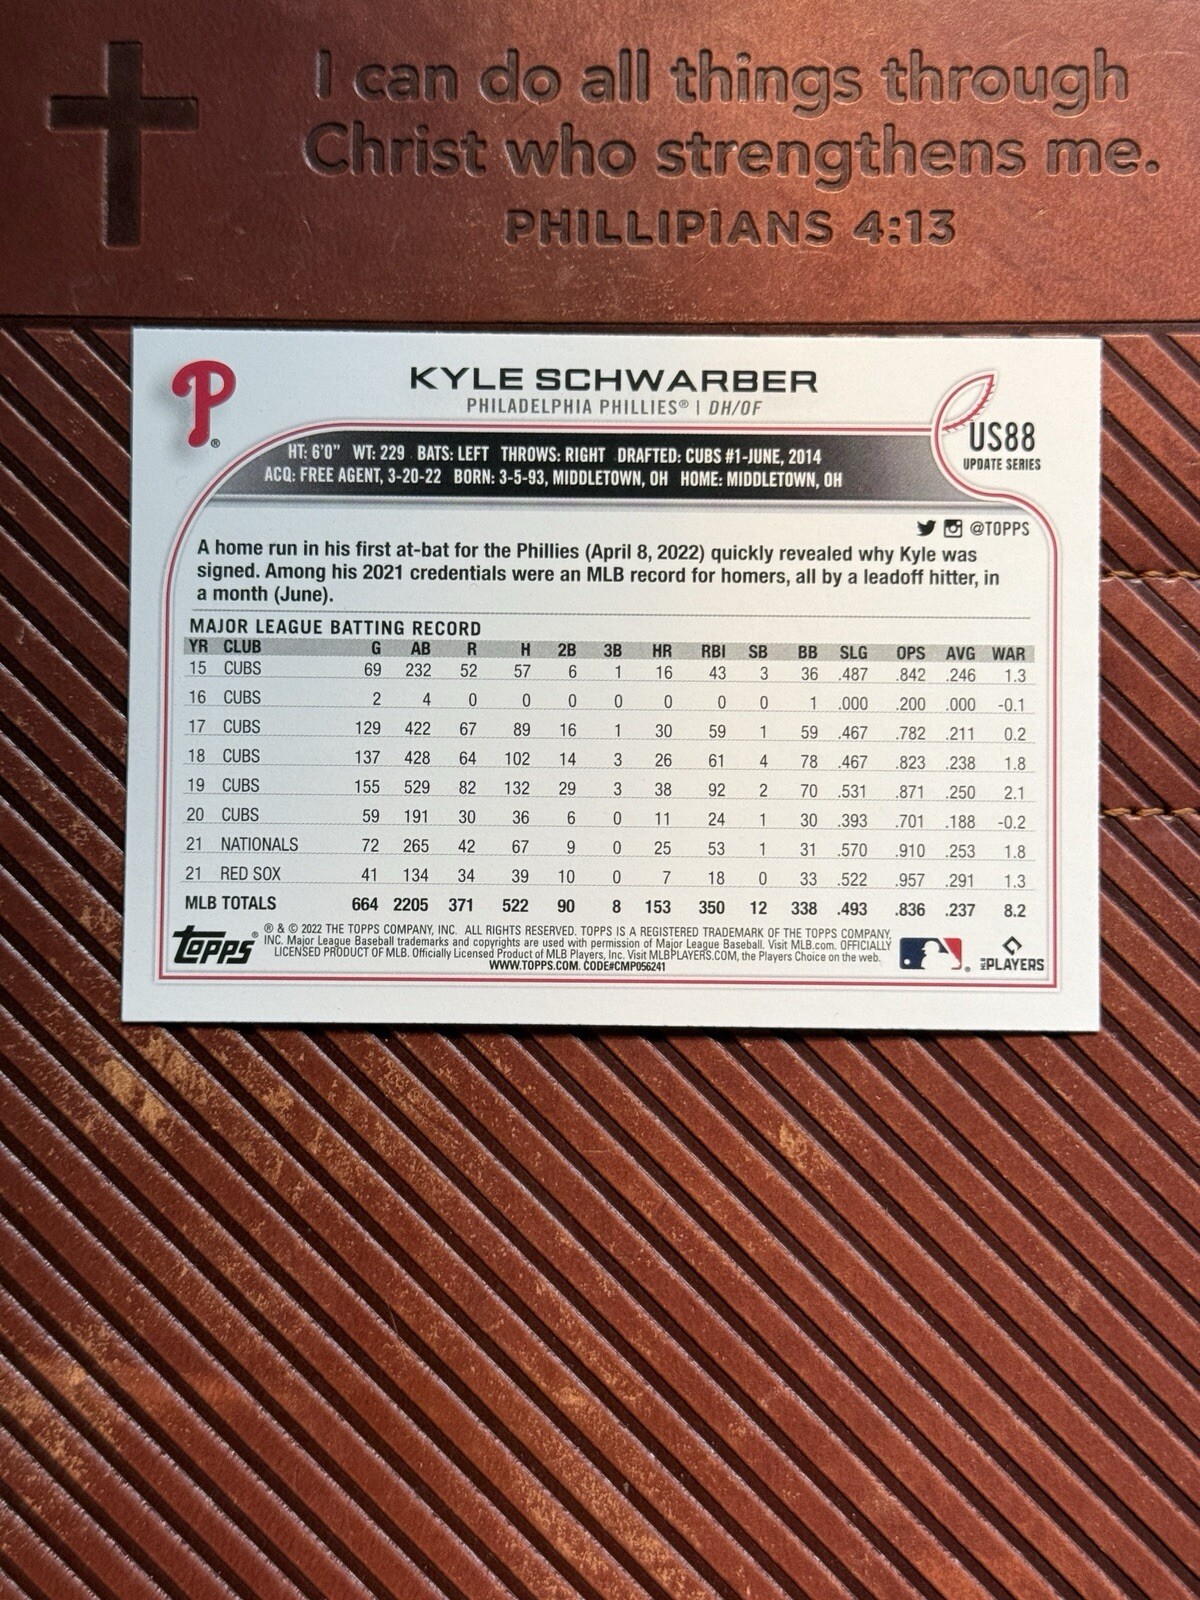 I can do all things through
Christ who strengthens me.
PHILLIPIANS 4:13
P®
KYLE SCHWARBER
PHILADELPHIA PHILLIES® | DH/OF
US88
UPDATE SERIES
HT: 6'0" WT: 229 BATS: LEFT THROWS: RIGHT DRAFTED: CUBS #1-JUNE, 2014
ACQ: FREE AGENT, 3-20-22 BORN: 3-5-93, MIDDLETOWN, OH HOME: MIDDLETOWN, OH
@TOPPS
A home run in his first at-bat for the Phillies (April 8, 2022) quickly revealed why Kyle was
signed. Among his 2021 credentials were an MLB record for homers, all by a leadoff hitter, in
a month (June).
MAJOR LEAGUE BATTING RECORD
YR CLUB G AB R H 2B 3B HR RBI SB BB SLG OPS AVG WAR
15 CUBS 69 232 52 57 6 1 16 43 3 36 .487 .842 .246 1.3
16 CUBS 2 4 0 0 0 0 0 0 0 1 .000 .200 .000 -0.1
17 CUBS 129 422 67 89 16 1 30 59 1 59 .467 .782 .211 0.2
18 CUBS 137 428 64 102 14 3 26 61 4 78 .467 .823 .238 1.8
19 CUBS 155 529 82 132 29 3 38 92 2 70 .531 .871 .250 2.1
20 CUBS 59 191 30 36 6 0 11 24 1 30 .393 .701 .188 -0.2
21 NATIONALS 72 265 42 67 9 0 25 53 1 31 .570 .910 .253 1.8
21 RED SOX 41 134 34 39 10 0 7 18 0 33 .522 .957 .291 1.3
MLB TOTALS 664 2205 371 522 90 8 153 350 12 338 .493 .836 .237 8.2
topps®
® & © 2022 THE TOPPS COMPANY, INC. ALL RIGHTS RESERVED. TOPPS IS A REGISTERED TRADEMARK OF THE TOPPS COMPANY,
INC. Major League Baseball trademarks and copyrights are used with permission of Major League Baseball. Visit MLB.com. OFFICIALLY
LICENSED PRODUCT OF MLB. Officially Licensed Product of MLB Players, Inc. Visit MLBPLAYERS.COM, the Players Choice on the web.
WWW.TOPPS.COM. CODE#CMP056241
MLB PLAYERS